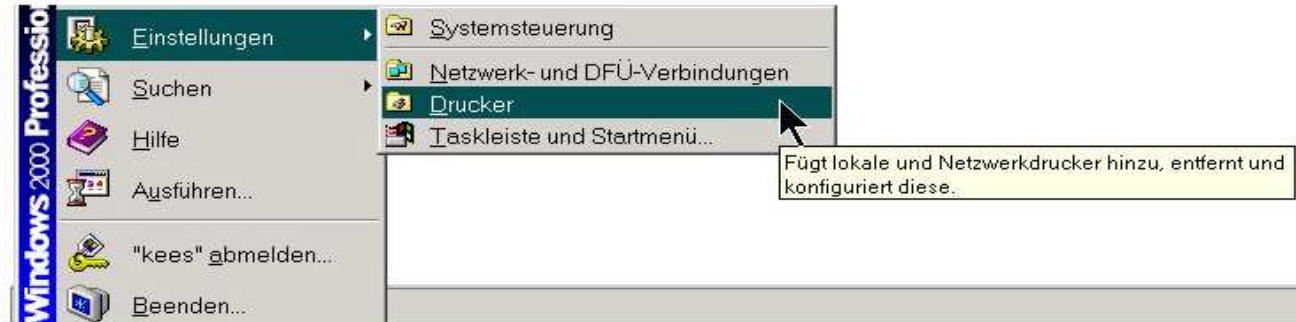 Windows 2000 Professio
Einstellungen
Suchen
Hilfe
Ausführen...
"kees" abmelden...
Beenden...
Systemsteuerung
Netzwerk- und DFÜ-Verbindungen
Drucker
Taskleiste und Startmenü...
Fügt lokale und Netzwerkdrucker hinzu, entfernt und
konfiguriert diese.